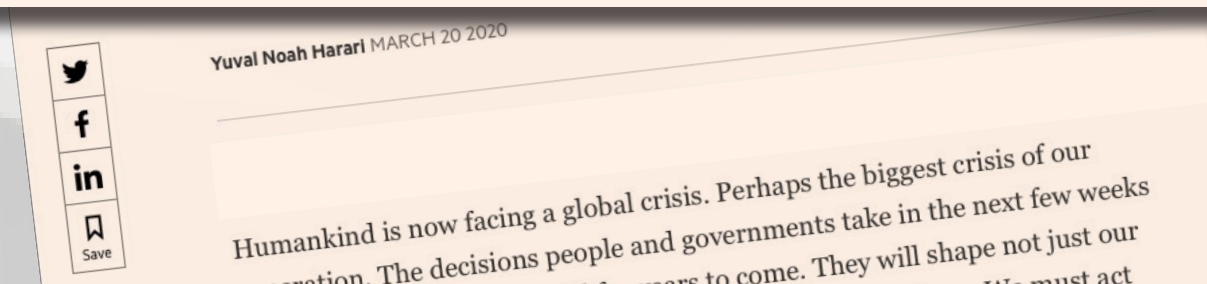 Yuval Noah Harari MARCH 20 2020
Save
Humankind is now facing a global crisis. Perhaps the biggest crisis of our
The decisions people and governments take in the next few weeks
to come. They will shape not just our
We must act